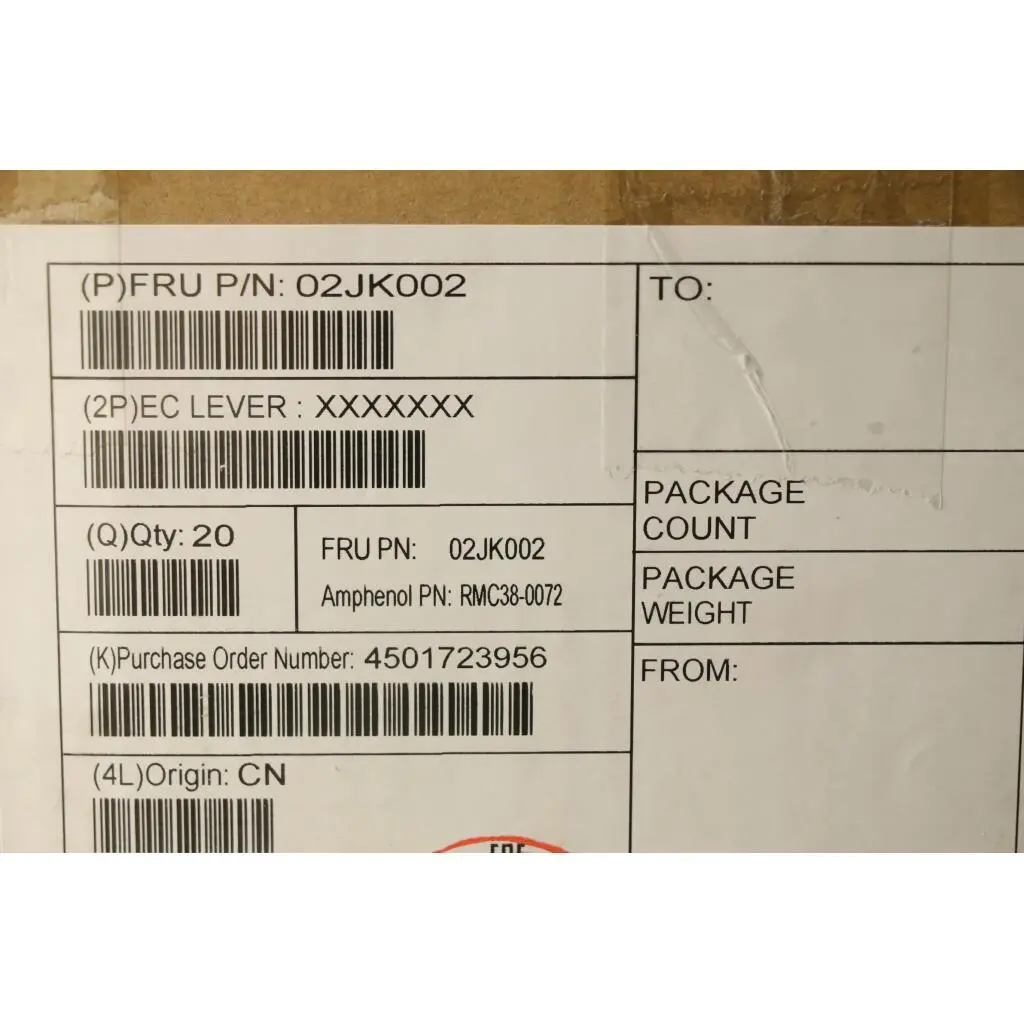 (P)FRU P/N: 02JK002
(2P)EC LEVER : XXXXXXX
(Q)Qty: 20
FRU PN: 02JK002
Amphenol PN: RMC38-0072
(K)Purchase Order Number: 4501723956
(4L)Origin: CN
TO:
PACKAGE
COUNT
PACKAGE
WEIGHT
FROM: